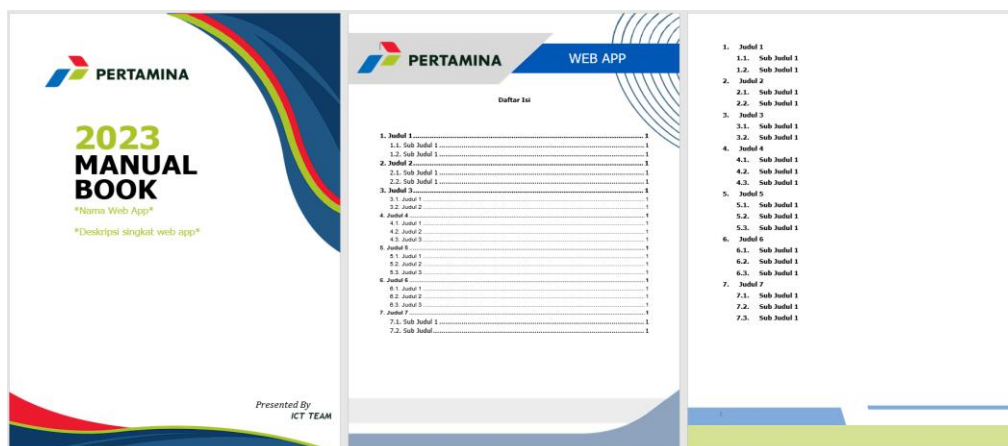 PERTAMINA
2023
MANUAL
BOOK
*Nama Web App*
*Deskripsi singkat web app*
Presented By
ICT TEAM
PERTAMINA
WEB APP
Daftar Isi
1. Judul 1 1
1.1. Sub Judul 1 1
1.2. Sub Judul 1 1
2. Judul 2 1
2.1. Sub Judul 1 1
2.2. Sub Judul 1 1
3. Judul 3 1
3.1. Judul 1 1
3.2. Judul 2 1
4. Judul 4 1
4.1. Judul 1 1
4.2. Judul 2 1
4.3. Judul 3 1
5. Judul 5 1
5.1. Judul 1 1
5.2. Judul 2 1
5.3. Judul 3 1
6. Judul 6 1
6.1. Judul 1 1
6.2. Judul 2 1
6.3. Judul 3 1
7. Judul 7 1
7.1. Sub Judul 1 1
7.2. Sub Judul 1
1. Judul 1
1.1. Sub Judul 1
1.2. Sub Judul 1
2. Judul 2
2.1. Sub Judul 1
2.2. Sub Judul 1
3. Judul 3
3.1. Sub Judul 1
3.2. Sub Judul 1
4. Judul 4
4.1. Sub Judul 1
4.2. Sub Judul 1
4.3. Sub Judul 1
5. Judul 5
5.1. Sub Judul 1
5.2. Sub Judul 1
5.3. Sub Judul 1
6. Judul 6
6.1. Sub Judul 1
6.2. Sub Judul 1
6.3. Sub Judul 1
7. Judul 7
7.1. Sub Judul 1
7.2. Sub Judul 1
7.3. Sub Judul 1